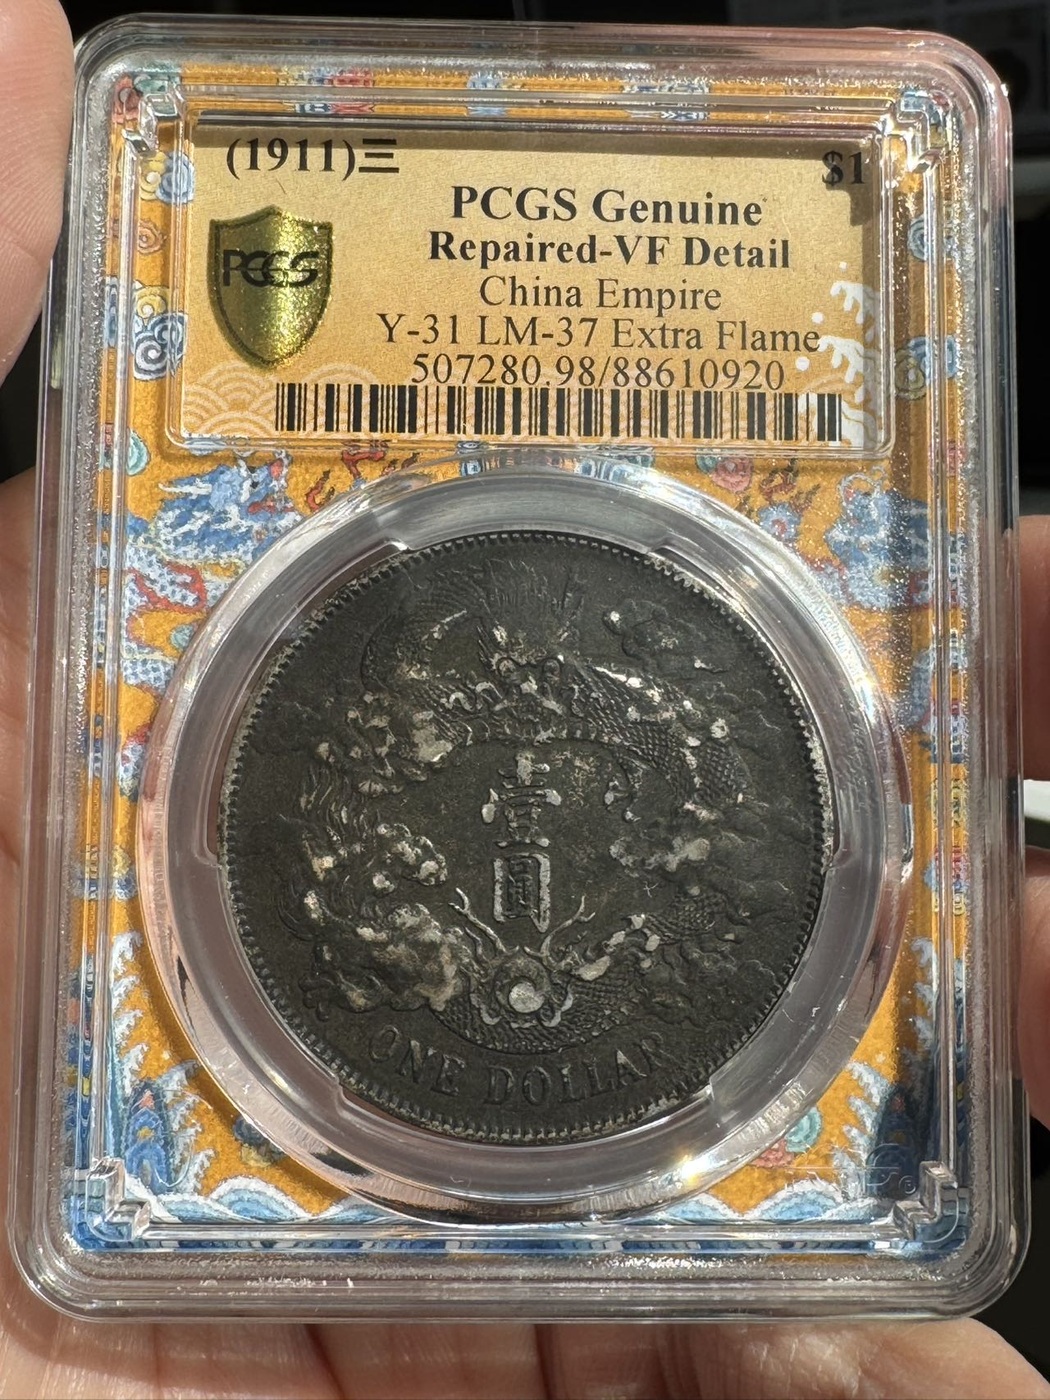 (1911)三 $1
PCGS Genuine
Repaired-VF Detail
China Empire
Y-31 LM-37 Extra Flame
507280.98/88610920
PCGS
壹
圓
ONE DOLLAR